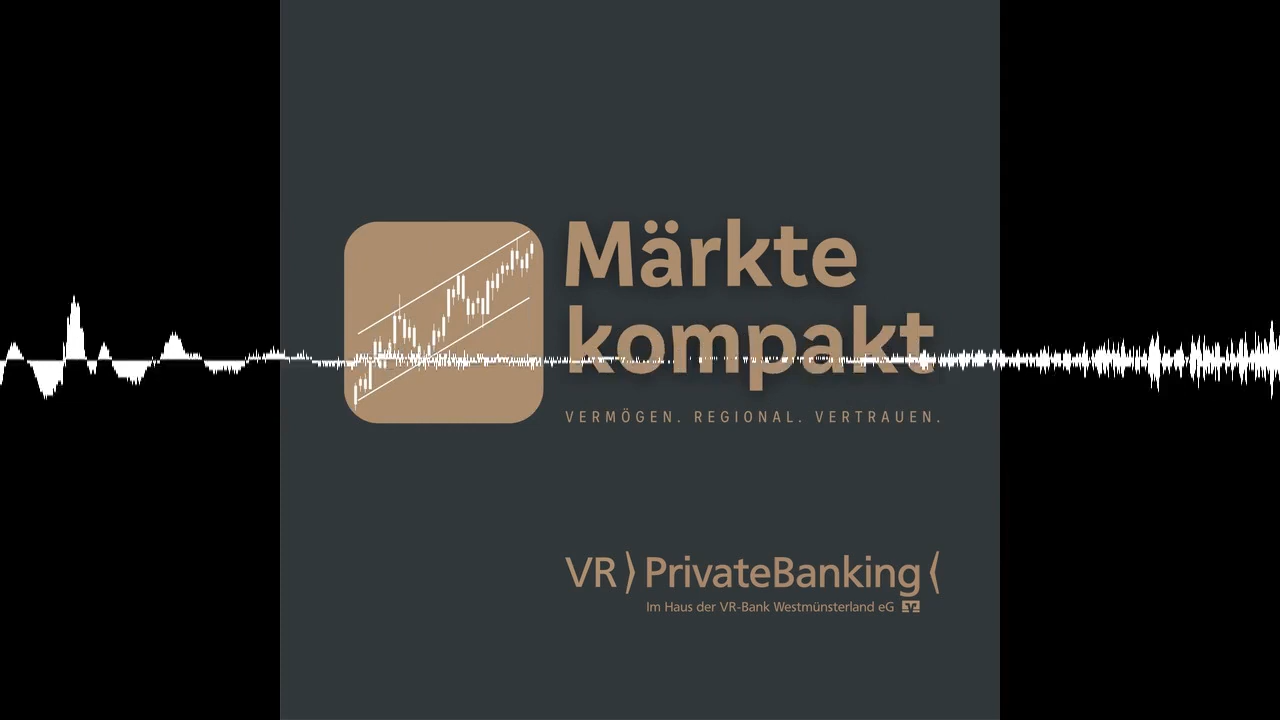 Märkte
kompakt
VERMÖGEN. REGIONAL. VERTRAUEN.
VR PrivateBanking
Im Haus der VR-Bank Westmünsterland eG